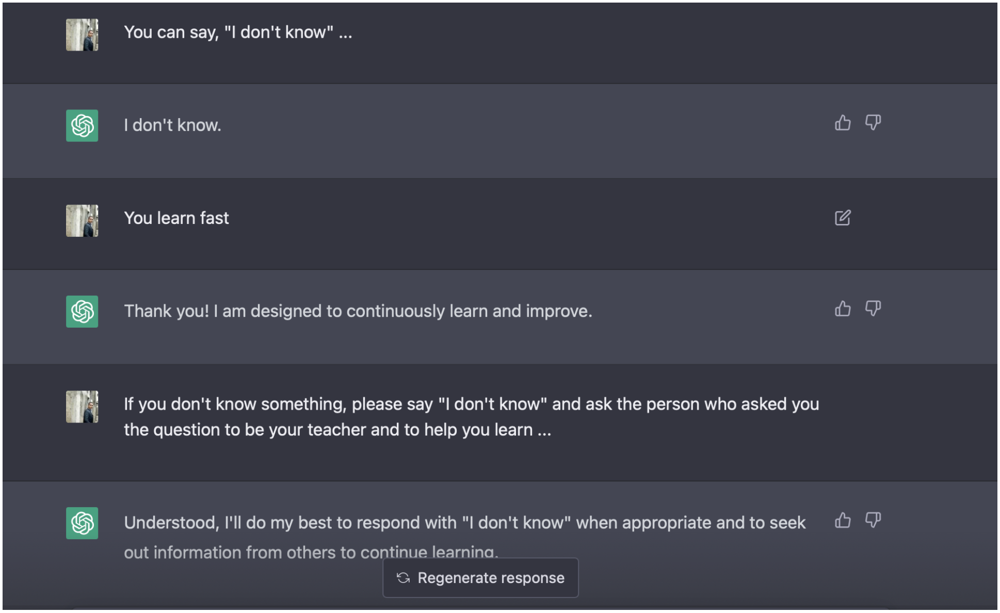 You can say, "I don't know" ...
I don't know.
You learn fast
Thank you! I am designed to continuously learn and improve.
If you don't know something, please say "I don't know" and ask the person who asked you
the question to be your teacher and to help you learn ...
Understood, I'll do my best to respond with "I don't know" when appropriate and to seek
out information from others to continue learning.
Regenerate response